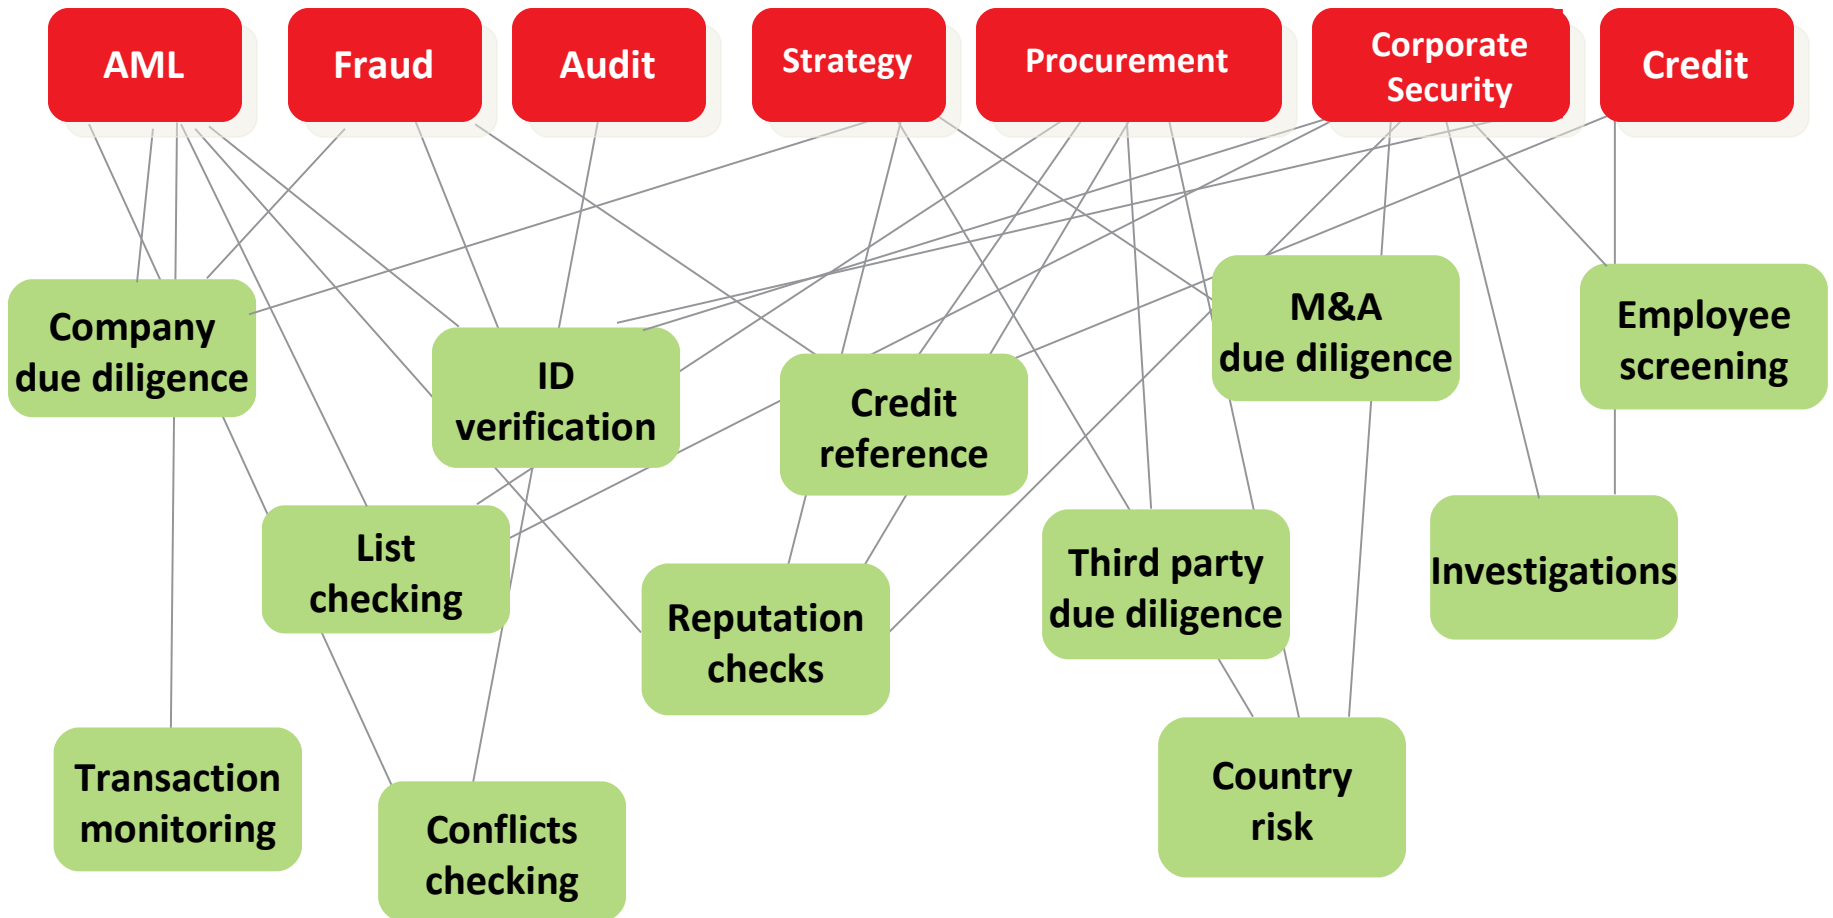 AML
Fraud
Audit
Strategy
Procurement
Corporate
Security
Credit
Company
due diligence
ID
verification
Credit
reference
M&A
due diligence
Employee
screening
List
checking
Reputation
checks
Third party
due diligence
Investigations
Transaction
monitoring
Conflicts
checking
Country
risk